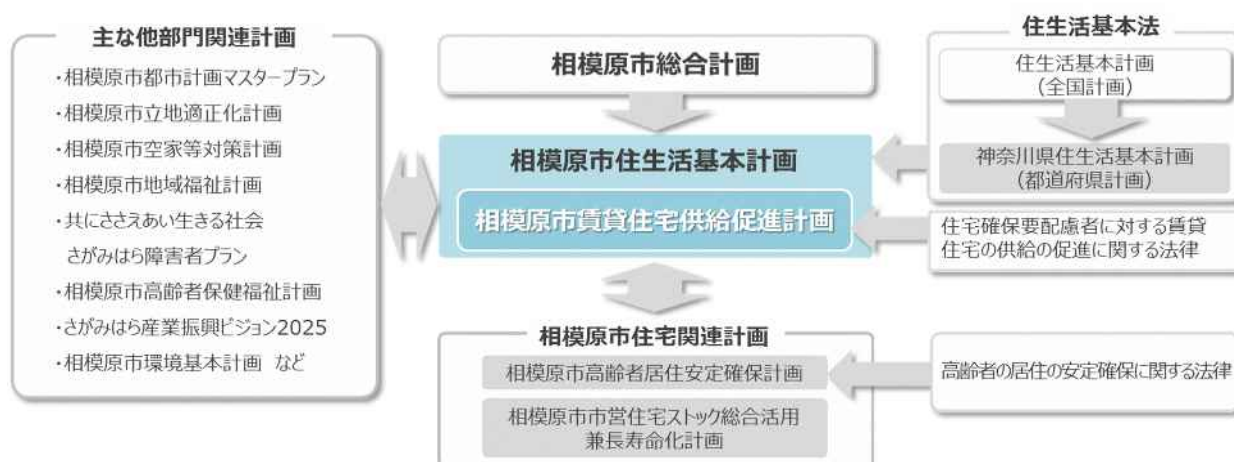 主な他部門関連計画
・相模原市都市計画マスタープラン
・相模原市立地適正化計画
・相模原市空家等対策計画
・相模原市地域福祉計画
・共にささえあい生きる社会
さがみはら障害者プラン
・相模原市高齢者保健福祉計画
・さがみはら産業振興ビジョン2025
・相模原市環境基本計画 など
相模原市総合計画
相模原市住生活基本計画
相模原市賃貸住宅供給促進計画
相模原市住宅関連計画
相模原市高齢者居住安定確保計画
相模原市市営住宅ストック総合活用
兼長寿命化計画
住生活基本法
住生活基本計画
(全国計画)
神奈川県住生活基本計画
(都道府県計画)
住宅確保要配慮者に対する賃貸
住宅の供給の促進に関する法律
高齢者の居住の安定確保に関する法律